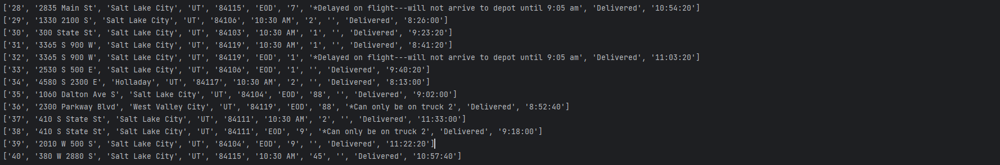 ['28', '2835 Main St', 'Salt Lake City', 'UT', '84115', 'EOD', '7', '*Delayed on flight---will not arrive to depot until 9:05 am', 'Delivered', '10:54:20']
['29', '1330 2100 S', 'Salt Lake City', 'UT', '84106', '10:30 AM', '2', '', 'Delivered', '8:26:00']
['30', '300 State St', 'Salt Lake City', 'UT', '84103', '10:30 AM', '1', '', 'Delivered', '9:23:20']
['31', '3365 S 900 W', 'Salt Lake City', 'UT', '84119', '10:30 AM', '1', '', 'Delivered', '8:41:20']
['32', '3365 S 900 W', 'Salt Lake City', 'UT', '84119', 'EOD', '1', '*Delayed on flight---will not arrive to depot until 9:05 am', 'Delivered', '11:03:20']
['33', '2530 S 500 E', 'Salt Lake City', 'UT', '84106', 'EOD', '1', '', 'Delivered', '9:40:20']
['34', '4580 S 2300 E', 'Holladay', 'UT', '84117', '10:30 AM', '2', '', 'Delivered', '8:13:00']
['35', '1060 Dalton Ave S', 'Salt Lake City', 'UT', '84104', 'EOD', '88', '', 'Delivered', '9:02:00']
['36', '2300 Parkway Blvd', 'West Valley City', 'UT', '84119', 'EOD', '88', '*Can only be on truck 2', 'Delivered', '8:52:40']
['37', '410 S State St', 'Salt Lake City', 'UT', '84111', '10:30 AM', '2', '', 'Delivered', '11:33:00']
['38', '410 S State St', 'Salt Lake City', 'UT', '84111', 'EOD', '9', '*Can only be on truck 2', 'Delivered', '9:18:00']
['39', '2010 W 500 S', 'Salt Lake City', 'UT', '84104', 'EOD', '9', '', 'Delivered', '11:22:20']
['40', '380 W 2880 S', 'Salt Lake City', 'UT', '84115', '10:30 AM', '45', '', 'Delivered', '10:57:40']